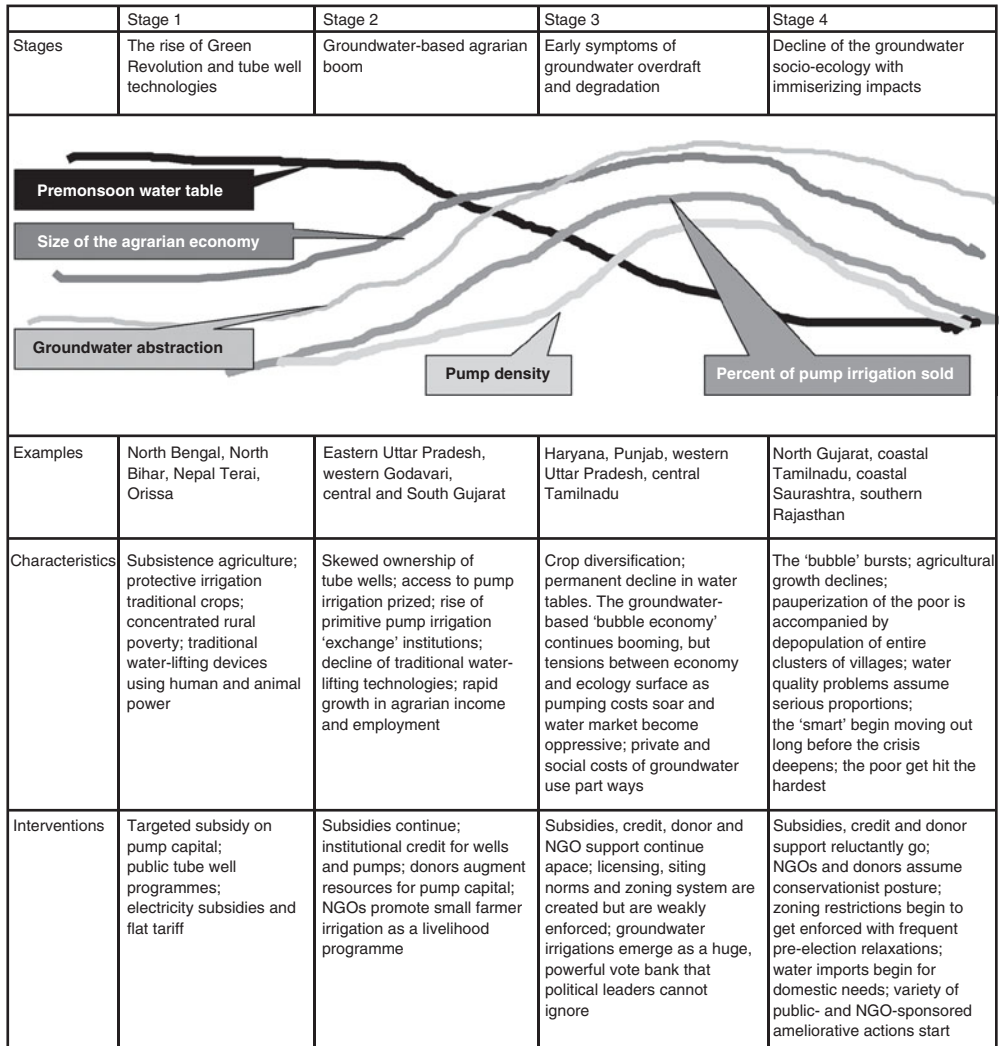 Stage 1
Stage 2
Stage 3
Stage 4
Stages
The rise of Green
Revolution and tube well
technologies
Groundwater-based agrarian
boom
Early symptoms of
groundwater overdraft
and degradation
Decline of the groundwater
socio-ecology with
immiserizing impacts
Premonsoon water table
Size of the agrarian economy
Groundwater abstraction
Pump density
Percent of pump irrigation sold
Examples
North Bengal, North
Bihar, Nepal Terai,
Orissa
Eastern Uttar Pradesh,
western Godavari,
central and South Gujarat
Haryana, Punjab, western
Uttar Pradesh, central
Tamilnadu
North Gujarat, coastal
Tamilnadu, coastal
Saurashtra, southern
Rajasthan
Characteristics
Subsistence agriculture;
protective irrigation
traditional crops;
concentrated rural
poverty; traditional
water-lifting devices
using human and animal
power
Skewed ownership of
tube wells; access to pump
irrigation prized; rise of
primitive pump irrigation
‘exchange’ institutions;
decline of traditional water-
lifting technologies; rapid
growth in agrarian income
and employment
Crop diversification;
permanent decline in water
tables. The groundwater-
based ‘bubble economy’
continues booming, but
tensions between economy
and ecology surface as
pumping costs soar and
water market become
oppressive; private and
social costs of groundwater
use part ways
The ‘bubble’ bursts; agricultural
growth declines;
pauperization of the poor is
accompanied by
depopulation of entire
clusters of villages; water
quality problems assume
serious proportions;
the ‘smart’ begin moving out
long before the crisis
deepens; the poor get hit the
hardest
Interventions
Targeted subsidy on
pump capital;
public tube well
programmes;
electricity subsidies and
flat tariff
Subsidies continue;
institutional credit for wells
and pumps; donors augment
resources for pump capital;
NGOs promote small farmer
irrigation as a livelihood
programme
Subsidies, credit, donor and
NGO support continue
apace; licensing, siting
norms and zoning system are
created but are weakly
enforced; groundwater
irrigations emerge as a huge,
powerful vote bank that
political leaders cannot
ignore
Subsidies, credit and donor
support reluctantly go;
NGOs and donors assume
conservationist posture;
zoning restrictions begin to
get enforced with frequent
pre-election relaxations;
water imports begin for
domestic needs; variety of
public- and NGO-sponsored
ameliorative actions start